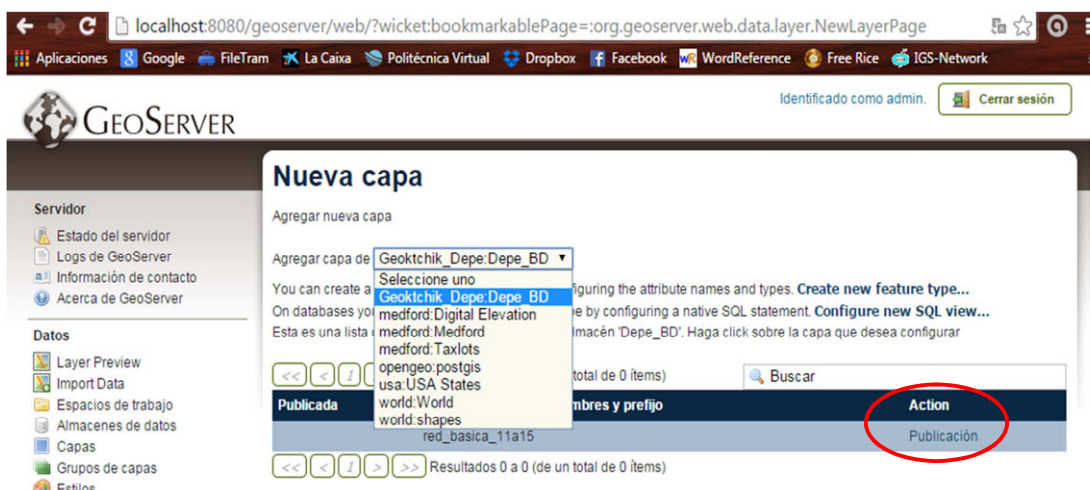 localhost:8080/geoserver/web/?wicket:bookmarkablePage=:org.geoserver.web.data.layer.NewLayerPage
Aplicaciones Google FileTram La Caixa Politécnica Virtual Dropbox Facebook WR WordReference Free Rice IGS-Network
Identificado como admin. Cerrar sesión
GEOSERVER
Nueva capa
Servidor
Estado del servidor
Logs de GeoServer
Información de contacto
Acerca de GeoServer
Datos
Layer Preview
Import Data
Espacios de trabajo
Almacenes de datos
Capas
Grupos de capas
Estilos
Agregar nueva capa
Agregar capa de Geoktchik_Depe:Depe_BD
Seleccione uno
Geoktchik_Depe:Depe_BD
medford:Digital Elevation
medford:Medford
medford:Taxlots
opengeo:postgis
usa:USA States
world:World
world:shapes
You can create a figuring the attribute names and types. Create new feature type...
On databases you by configuring a native SQL statement. Configure new SQL view...
Esta es una lista 'Depe_BD'. Haga click sobre la capa que desea configurar
<< < 1 total de 0 ítems) Buscar
Publicada y prefijo Action
red_basica_11a15 Publicación
<< < 1 > >> Resultados 0 a 0 (de un total de 0 ítems)